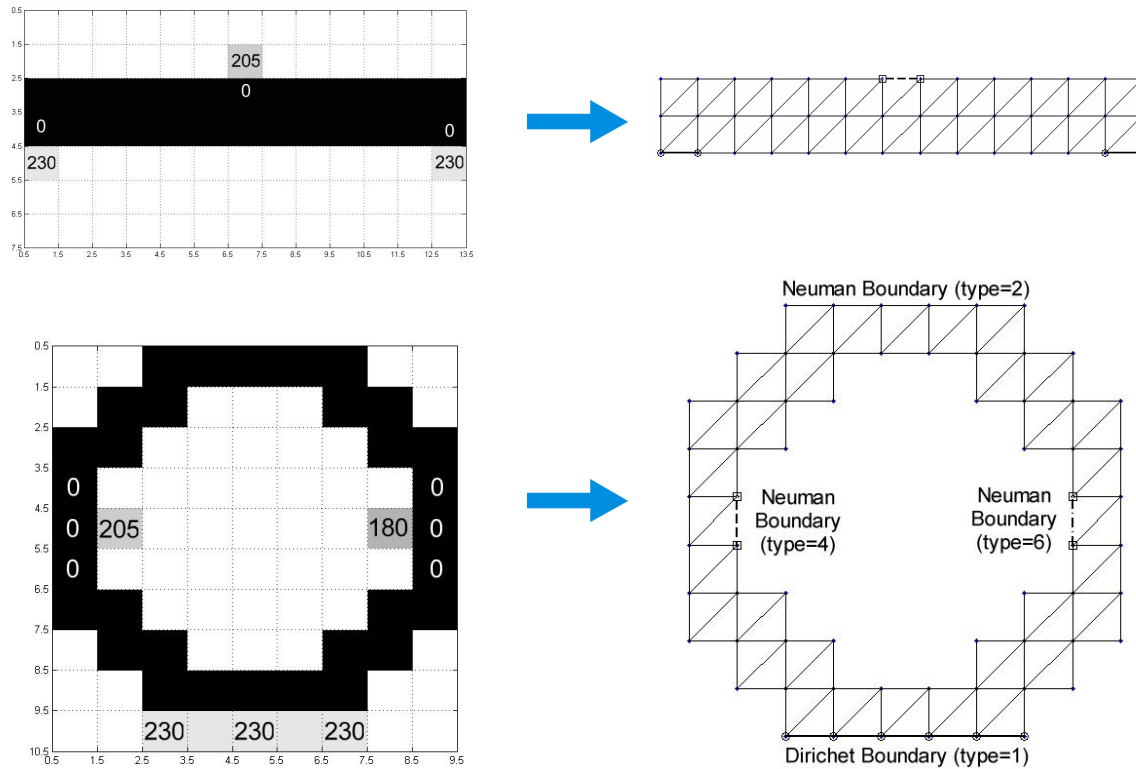 0.5
1.5
205
2.5
0
3.5
0 0
4.5
230 230
5.5
6.5
7.5
0.5 1.5 2.5 3.5 4.5 5.5 6.5 7.5 8.5 9.5 10.5 11.5 12.5 13.5
Neuman Boundary (type=2)
0.5
1.5
2.5
3.5
0 0
4.5
0 205 180 0
5.5
0 0
6.5
7.5
8.5
9.5
230 230 230
10.5
0.5 1.5 2.5 3.5 4.5 5.5 6.5 7.5 8.5 9.5
Neuman
Boundary
(type=4)
Neuman
Boundary
(type=6)
Dirichet Boundary (type=1)